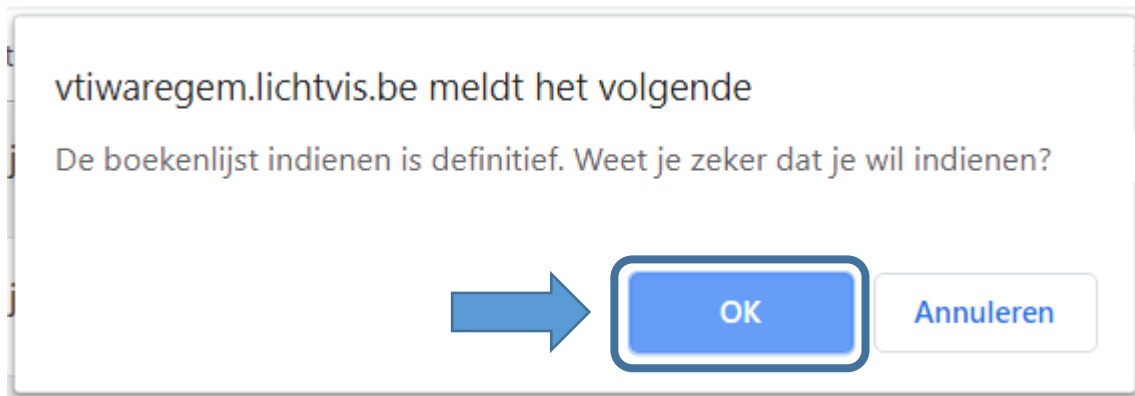 vtiwaregem.lichtvis.be meldt het volgende
De boekenlijst indienen is definitief. Weet je zeker dat je wil indienen?
OK
Annuleren